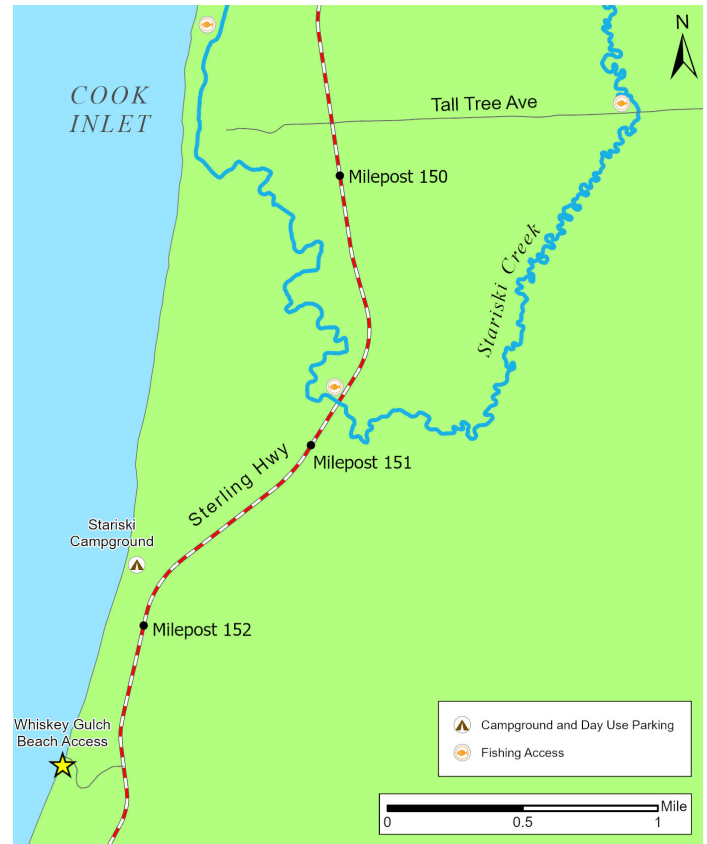 N
COOK
INLET
Tall Tree Ave
Milepost 150
Stariski Creek
Sterling Hwy
Milepost 151
Stariski
Campground
Milepost 152
Whiskey Gulch
Beach Access
Campground and Day Use Parking
Fishing Access
Mile
0 0.5 1